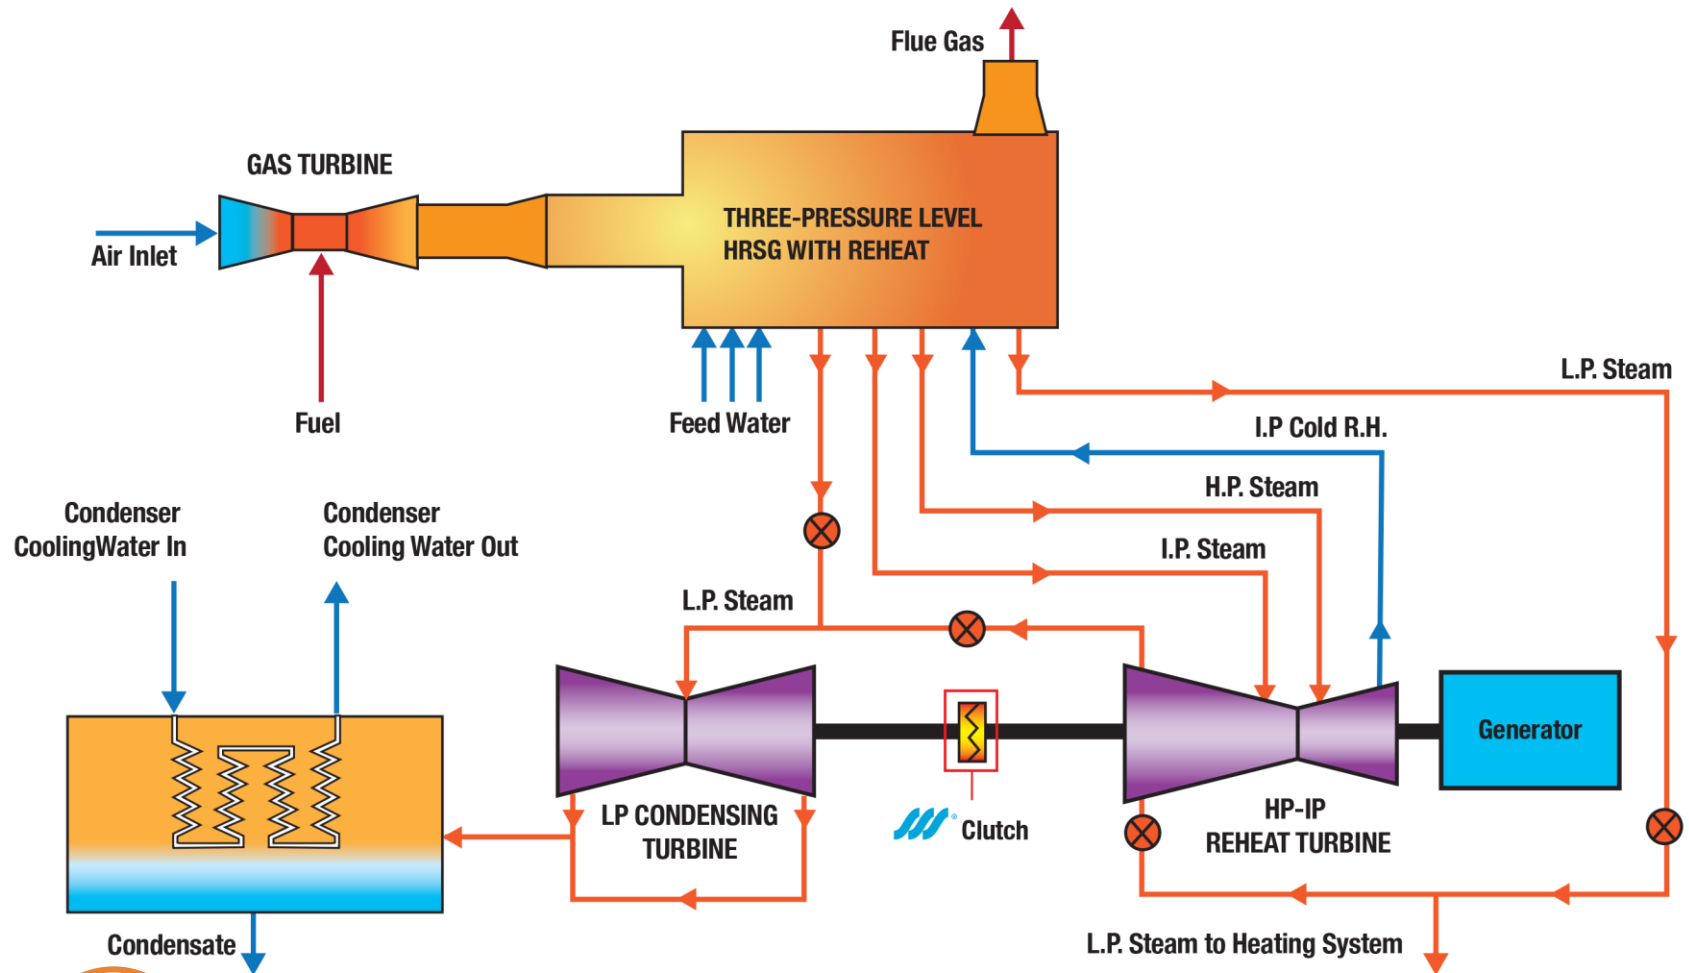 Flue Gas
GAS TURBINE
THREE-PRESSURE LEVEL
HRSG WITH REHEAT
Air Inlet
Fuel
Feed Water
L.P. Steam
I.P Cold R.H.
H.P. Steam
I.P. Steam
Condenser
CoolingWater In
Condenser
Cooling Water Out
L.P. Steam
Generator
LP CONDENSING
TURBINE
SSS® Clutch
HP-IP
REHEAT TURBINE
Condensate
L.P. Steam to Heating System